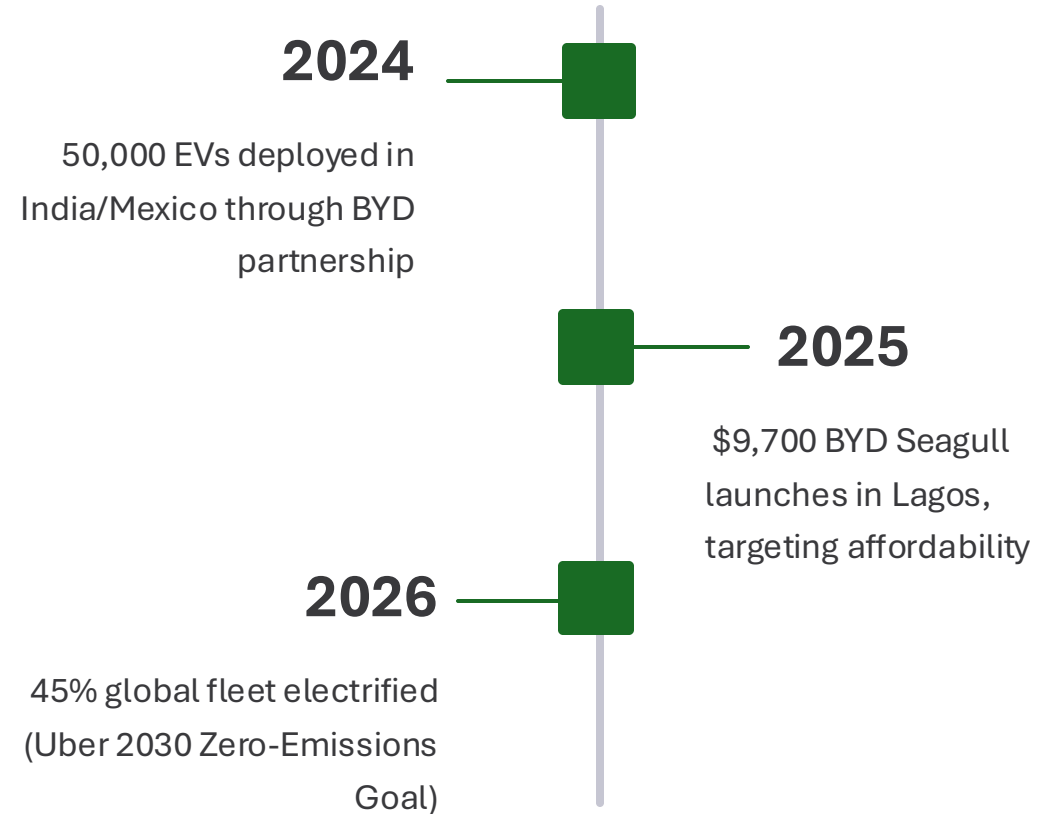 2024
50,000 EVs deployed in
India/Mexico through BYD
partnership
2025
$9,700 BYD Seagull
launches in Lagos,
targeting affordability
2026
45% global fleet electrified
(Uber 2030 Zero-Emissions
Goal)